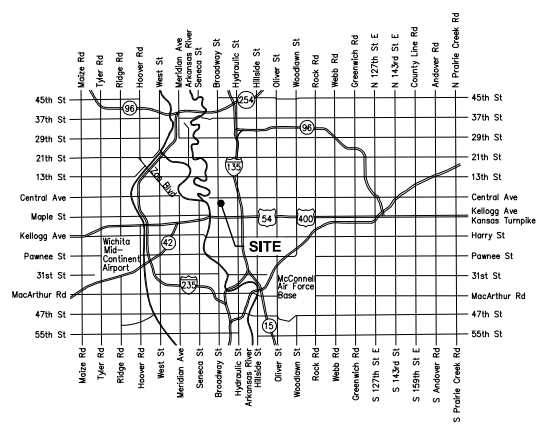 Maize Rd
Tyler Rd
Ridge Rd
Hoover Rd
West St
Meridian Ave
Arkansas River
Seneca St
Broadway St
Hydraulic St
Hillside St
Oliver St
Woodlawn St
Rock Rd
Webb Rd
Greenwich Rd
N 127th St E
N 143rd St E
County Line Rd
Andover Rd
N Prairie Creek Rd
45th St
37th St
29th St
21th St
13th St
Central Ave
Maple St
Kellogg Ave
Pawnee St
31st St
MacArthur Rd
47th St
55th St
96
254
96
135
Zoo Blvd
54
400
SITE
42
Wichita
Mid-
Continent
Airport
235
McConnell
Air Force
Base
15
45th St
37th St
29th St
21th St
13th St
Central Ave
Kellogg Ave
Kansas Turnpike
Harry St
Pawnee St
31st St
MacArthur Rd
47th St
55th St
Maize Rd
Tyler Rd
Ridge Rd
Hoover Rd
West St
Meridian Ave
Seneca St
Broadway St
Hydraulic St
Arkansas River
Hillside St
Oliver St
Woodlawn St
Rock Rd
Webb Rd
Greenwich Rd
S 127th St E
S 143rd St E
S 159th St E
S Andover Rd
S Prairie Creek Rd